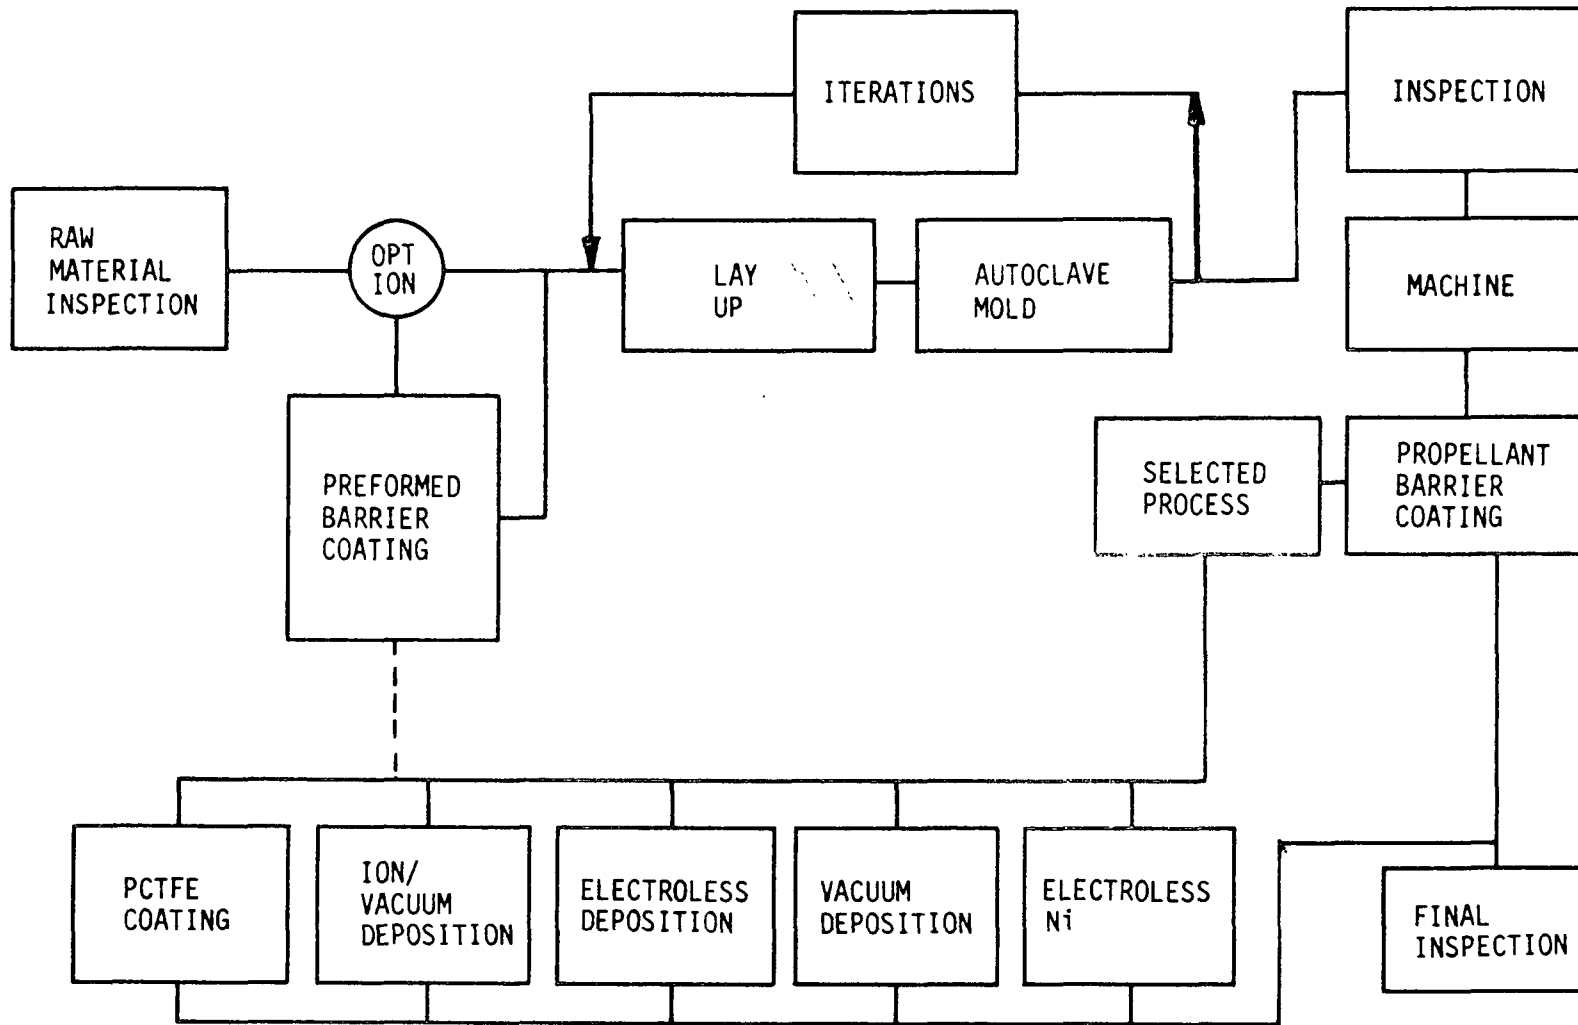 ITERATIONS
INSPECTION
RAW
MATERIAL
INSPECTION
OPT
ION
LAY
UP
AUTOCLAVE
MOLD
MACHINE
PREFORMED
BARRIER
COATING
SELECTED
PROCESS
PROPELLANT
BARRIER
COATING
PCTFE
COATING
ION/
VACUUM
DEPOSITION
ELECTROLESS
DEPOSITION
VACUUM
DEPOSITION
ELECTROLESS
Ni
FINAL
INSPECTION